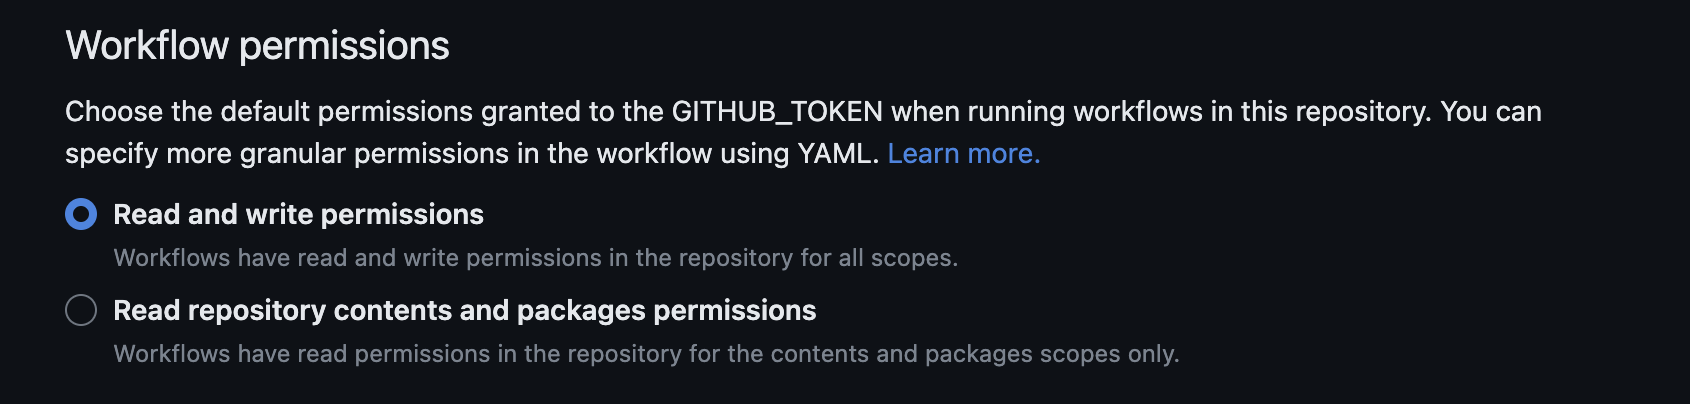 Workflow permissions
Choose the default permissions granted to the GITHUB_TOKEN when running workflows in this repository. You can
specify more granular permissions in the workflow using YAML. Learn more.
Read and write permissions
Workflows have read and write permissions in the repository for all scopes.
Read repository contents and packages permissions
Workflows have read permissions in the repository for the contents and packages scopes only.